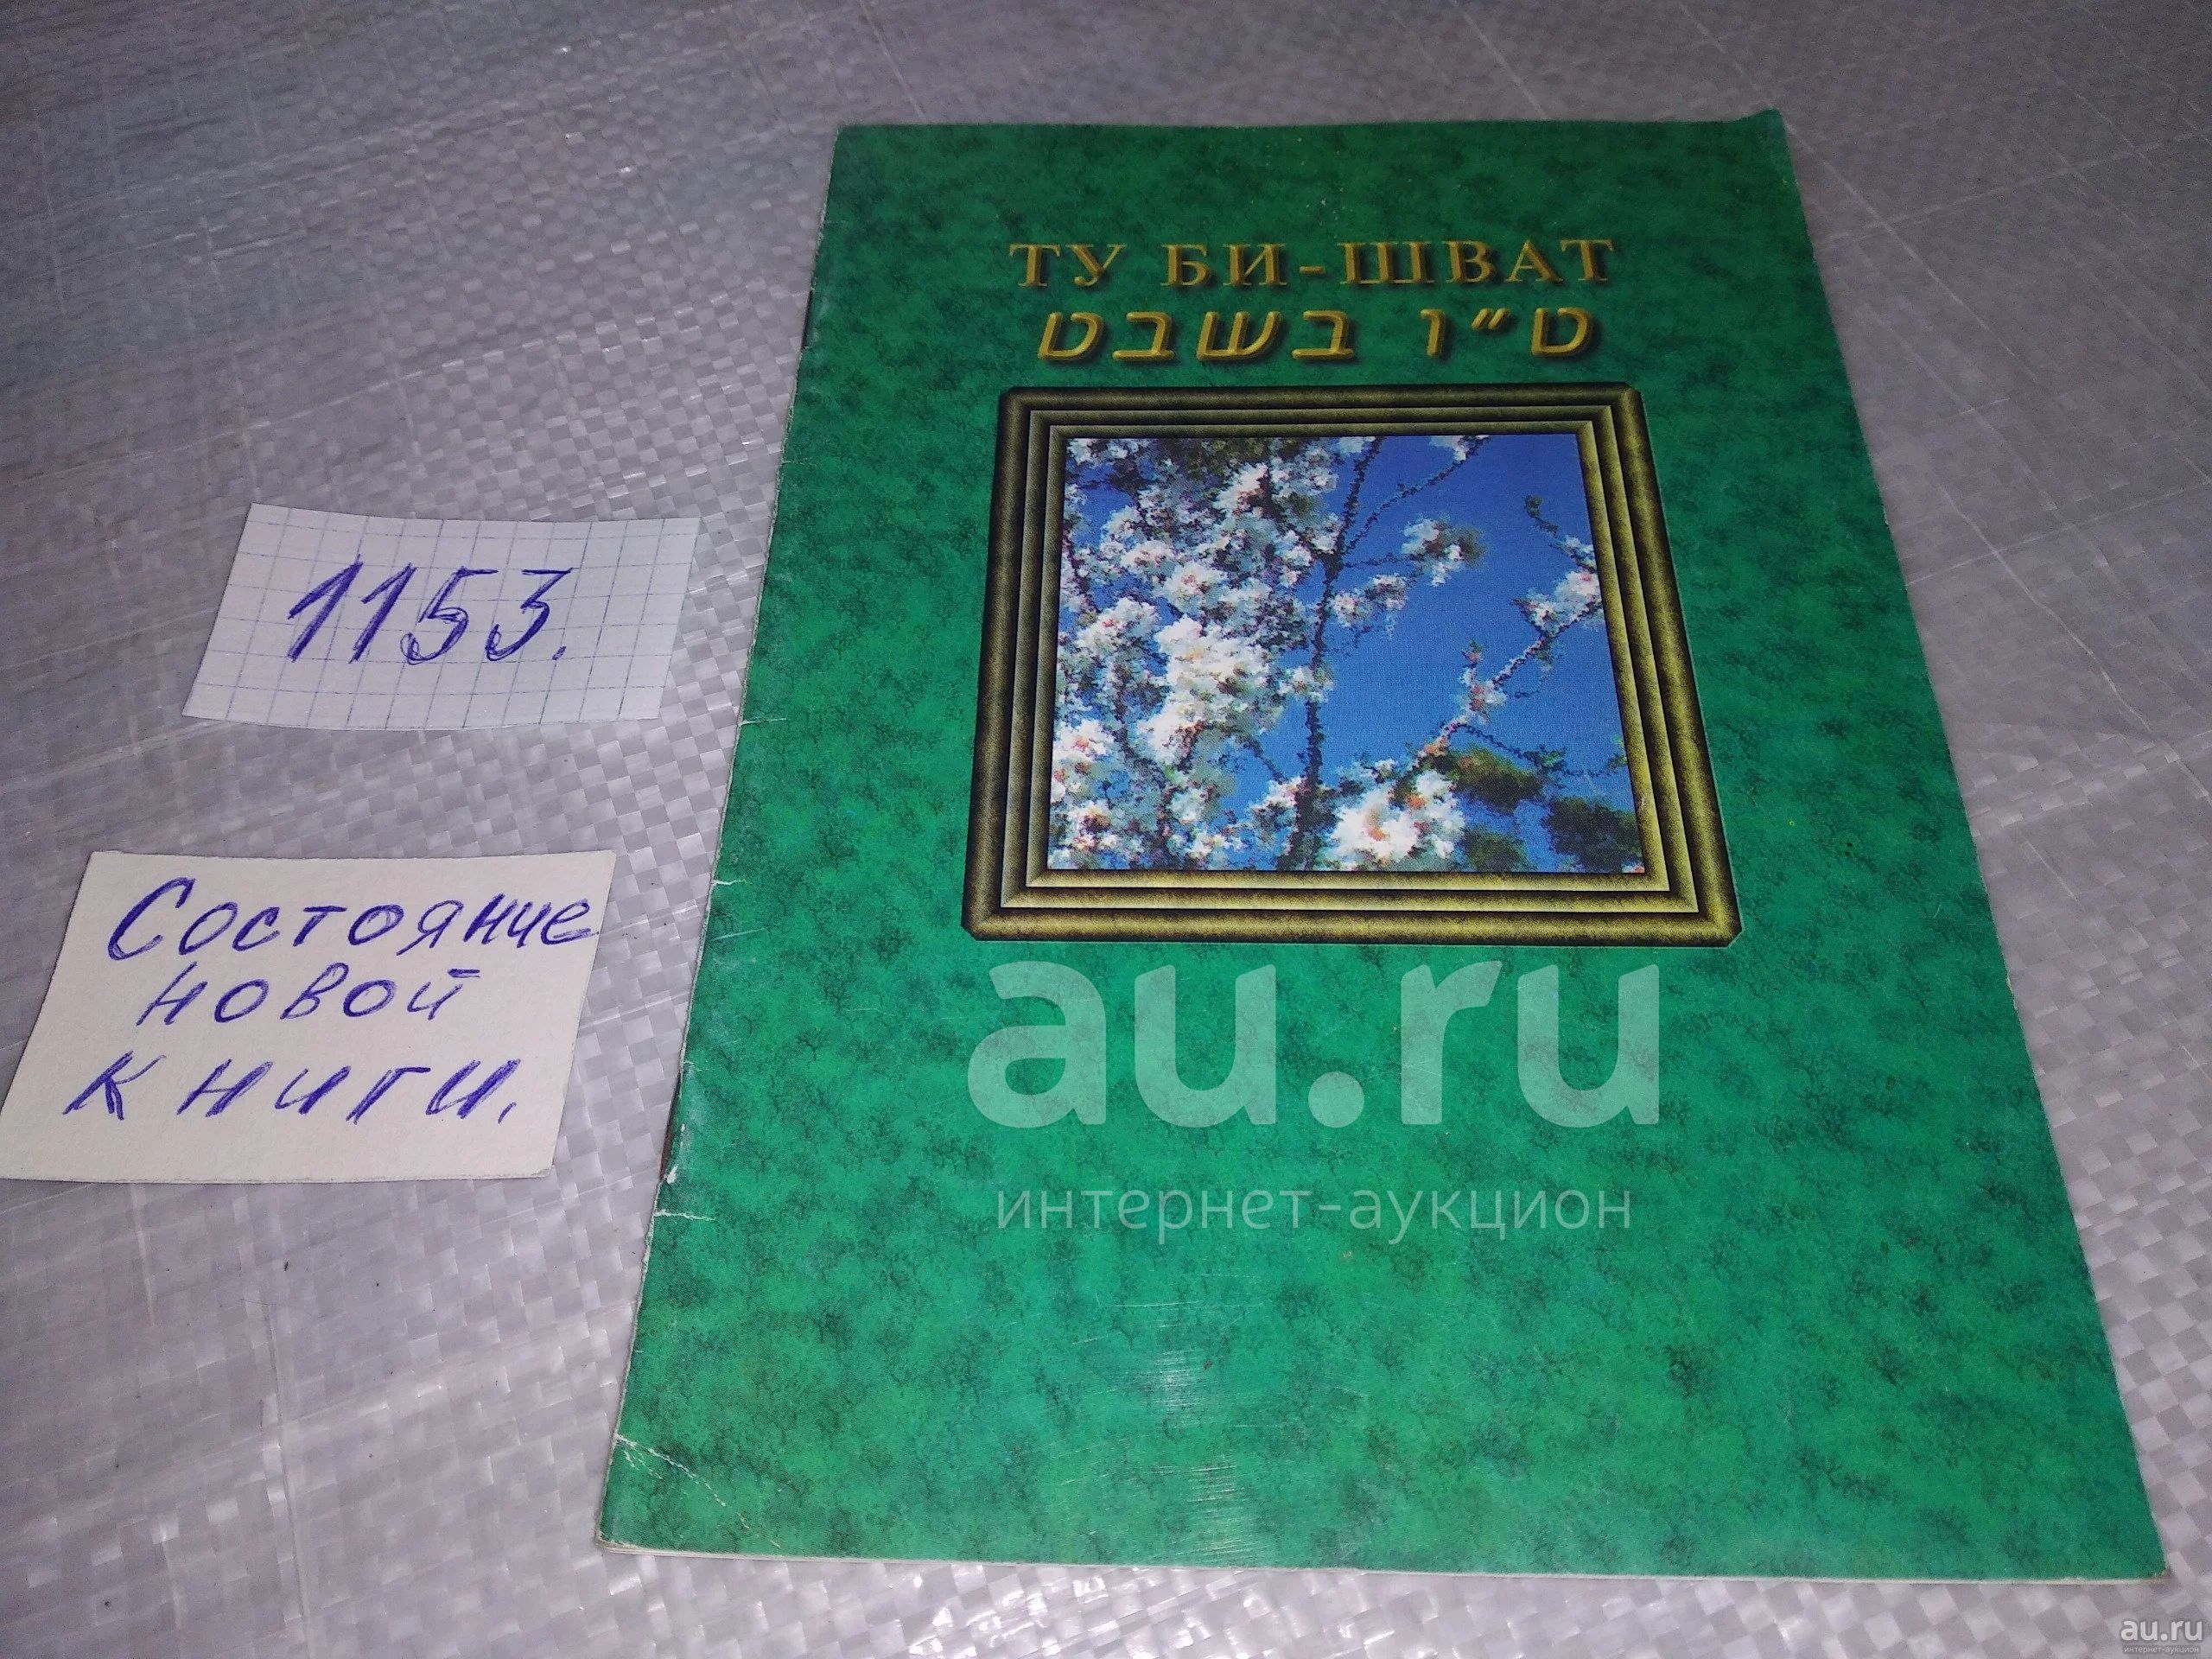 ТУ БИ-ШВАТ
ט״ו בשבט
1153.
Состояние
новой
книги.
au.ru
интернет-аукцион
au.ru
интернет-аукцион